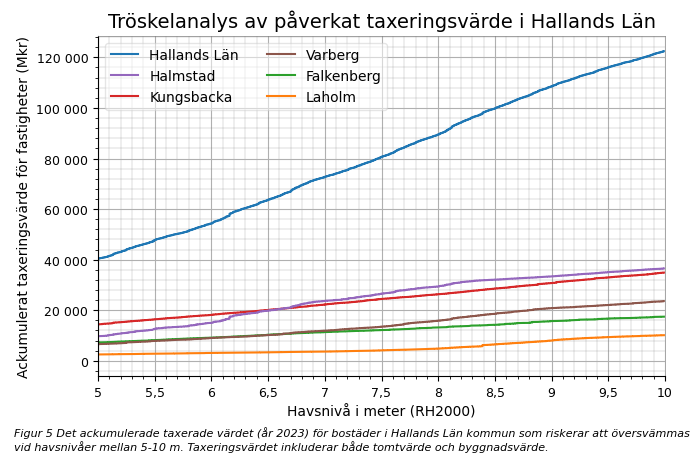 Tröskelanalys av påverkat taxeringsvärde i Hallands Län
Ackumulerat taxeringsvärde för fastigheter (Mkr)
120 000
100 000
80 000
60 000
40 000
20 000
0
Hallands Län
Halmstad
Kungsbacka
Varberg
Falkenberg
Laholm
5 5,5 6 6,5 7 7,5 8 8,5 9 9,5 10
Havsnivå i meter (RH2000)
Figur 5 Det ackumulerade taxerade värdet (år 2023) för bostäder i Hallands Län kommun som riskerar att översvämmas
vid havsnivåer mellan 5-10 m. Taxeringsvärdet inkluderar både tomtvärde och byggnadsvärde.